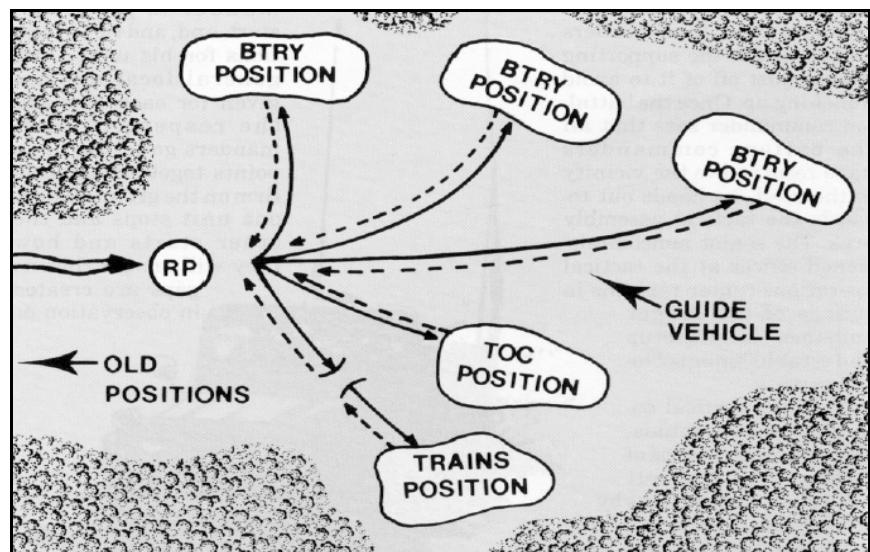 BTRY
POSITION
BTRY
POSITION
BTRY
POSITION
RP
GUIDE
VEHICLE
OLD
POSITIONS
TOC
POSITION
TRAINS
POSITION